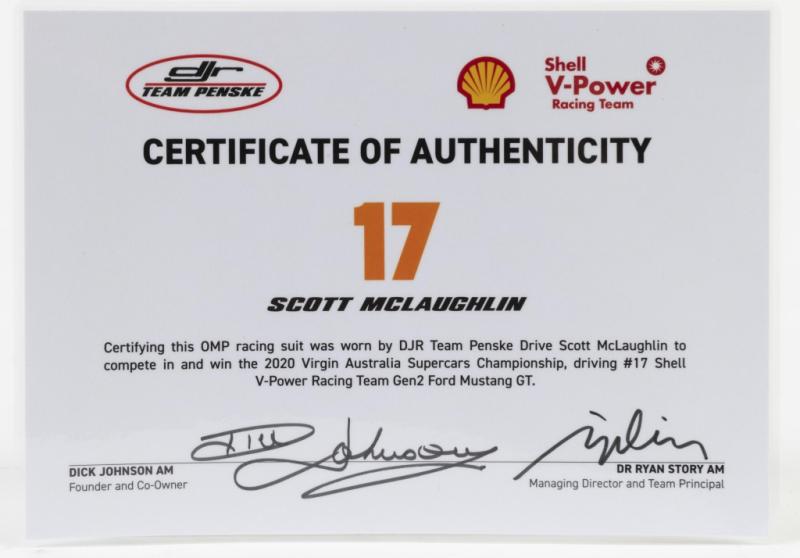 djr
TEAM PENSKE
Shell
V-Power
Racing Team
CERTIFICATE OF AUTHENTICITY
17
SCOTT MCLAUGHLIN
Certifying this OMP racing suit was worn by DJR Team Penske Drive Scott McLaughlin to
compete in and win the 2020 Virgin Australia Supercars Championship, driving #17 Shell
V-Power Racing Team Gen2 Ford Mustang GT.
Johnson
DICK JOHNSON AM
Founder and Co-Owner
DR RYAN STORY AM
Managing Director and Team Principal